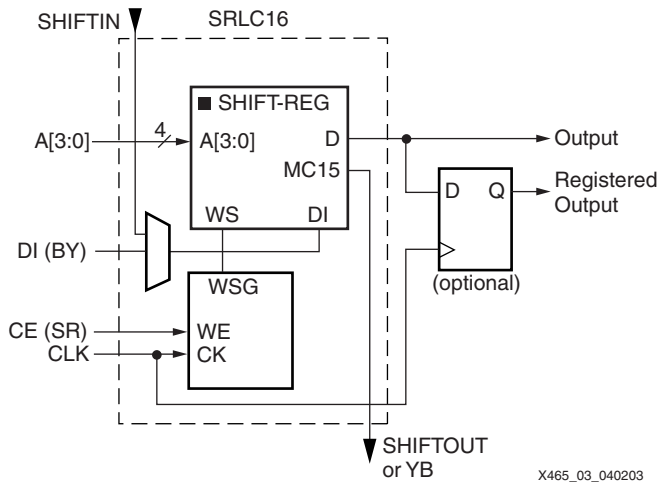 SHIFTIN
SRLC16
SHIFT-REG
A[3:0]
4
A[3:0]
D
Output
MC15
D
Q
Registered
Output
WS
DI
DI (BY)
WSG
(optional)
CE (SR)
WE
CLK
CK
SHIFTOUT
or YB
X465_03_040203